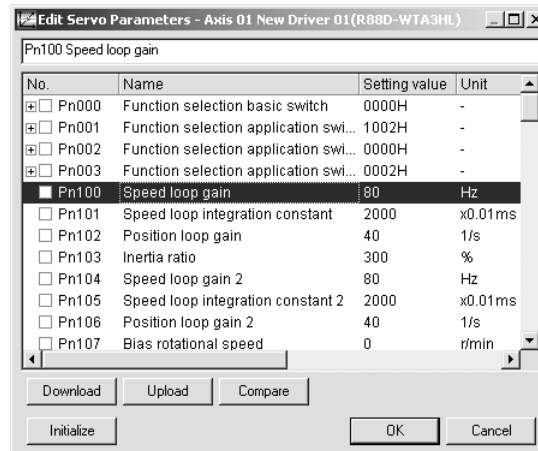 Edit Servo Parameters - Axis 01 New Driver 01(R88D-WTA3HL)
Pn100 Speed loop gain
No. Name Setting value Unit
Pn000 Function selection basic switch 0000H -
Pn001 Function selection application swi... 1002H -
Pn002 Function selection application swi... 0000H -
Pn003 Function selection application swi... 0002H -
Pn100 Speed loop gain 80 Hz
Pn101 Speed loop integration constant 2000 x0.01ms
Pn102 Position loop gain 40 1/s
Pn103 Inertia ratio 300 %
Pn104 Speed loop gain 2 80 Hz
Pn105 Speed loop integration constant 2 2000 x0.01ms
Pn106 Position loop gain 2 40 1/s
Pn107 Bias rotational speed 0 r/min
Download Upload Compare
Initialize OK Cancel